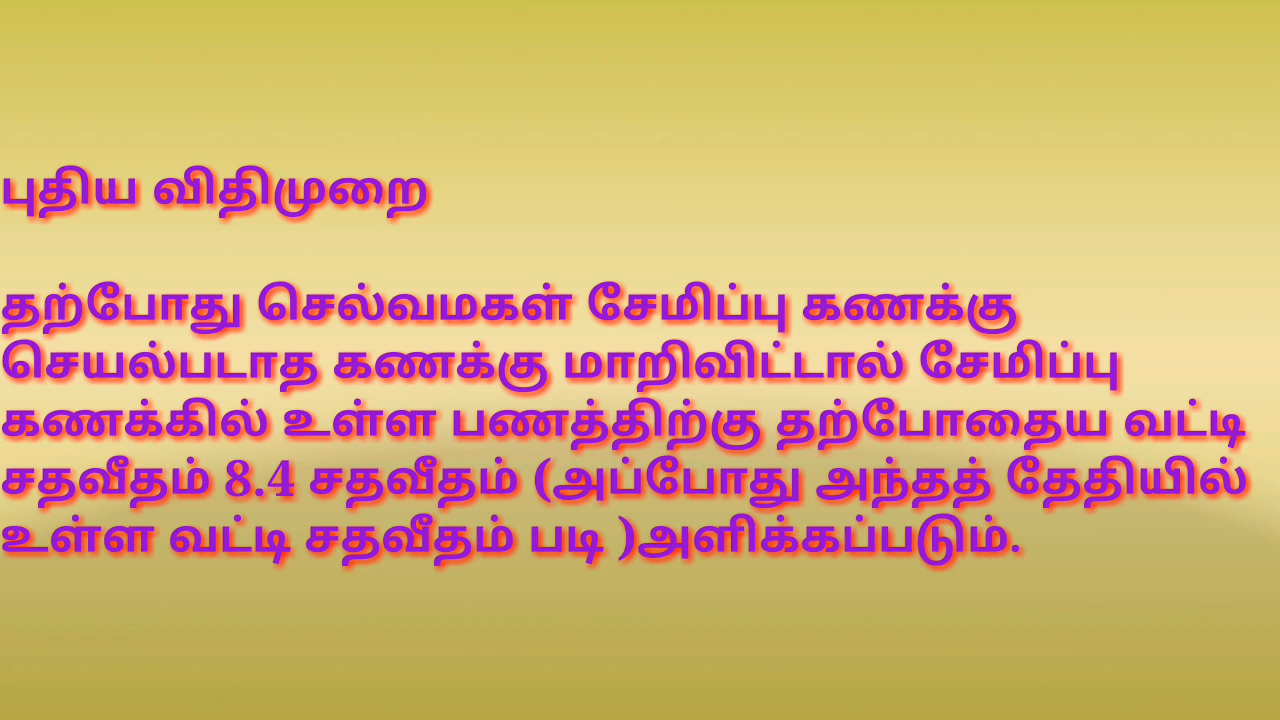 புதிய விதிமுறை
தற்போது செல்வமகள் சேமிப்பு கணக்கு
செயல்படாத கணக்கு மாறிவிட்டால் சேமிப்பு
கணக்கில் உள்ள பணத்திற்கு தற்போதைய வட்டி
சதவீதம் 8.4 சதவீதம் (அப்போது அந்தத் தேதியில்
உள்ள வட்டி சதவீதம் படி )அளிக்கப்படும்.